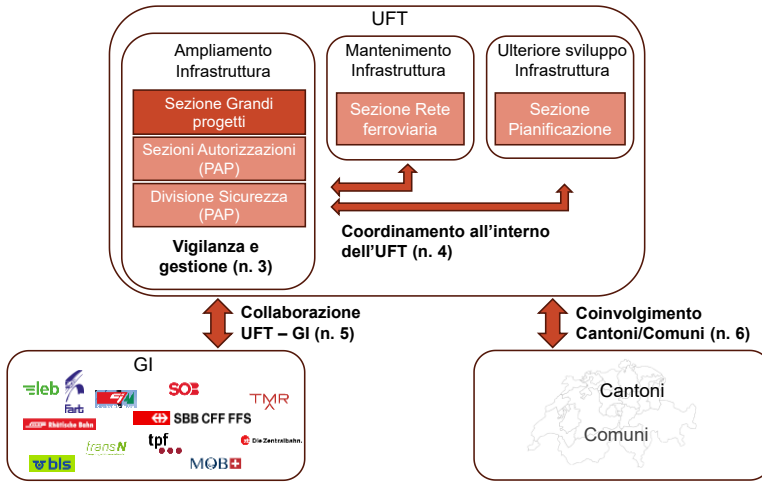 UFT
Ampliamento
Infrastruttura
Sezione Grandi
progetti
Sezioni Autorizzazioni
(PAP)
Divisione Sicurezza
(PAP)
Vigilanza e
gestione (n. 3)
Mantenimento
Infrastruttura
Sezione Rete
ferroviaria
Ulteriore sviluppo
Infrastruttura
Sezione
Pianificazione
Coordinamento all'interno
dell'UFT (n. 4)
Collaborazione
UFT – GI (n. 5)
Coinvolgimento
Cantoni/Comuni (n. 6)
GI
leb
Fart
SOB
TMR
Rhätische Bahn
SBB CFF FFS
transN
tpf
Die Zentralbahn.
bls
MOB
Cantoni
Comuni